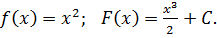 f(x) = x²; F(x) = x³/2 + C.